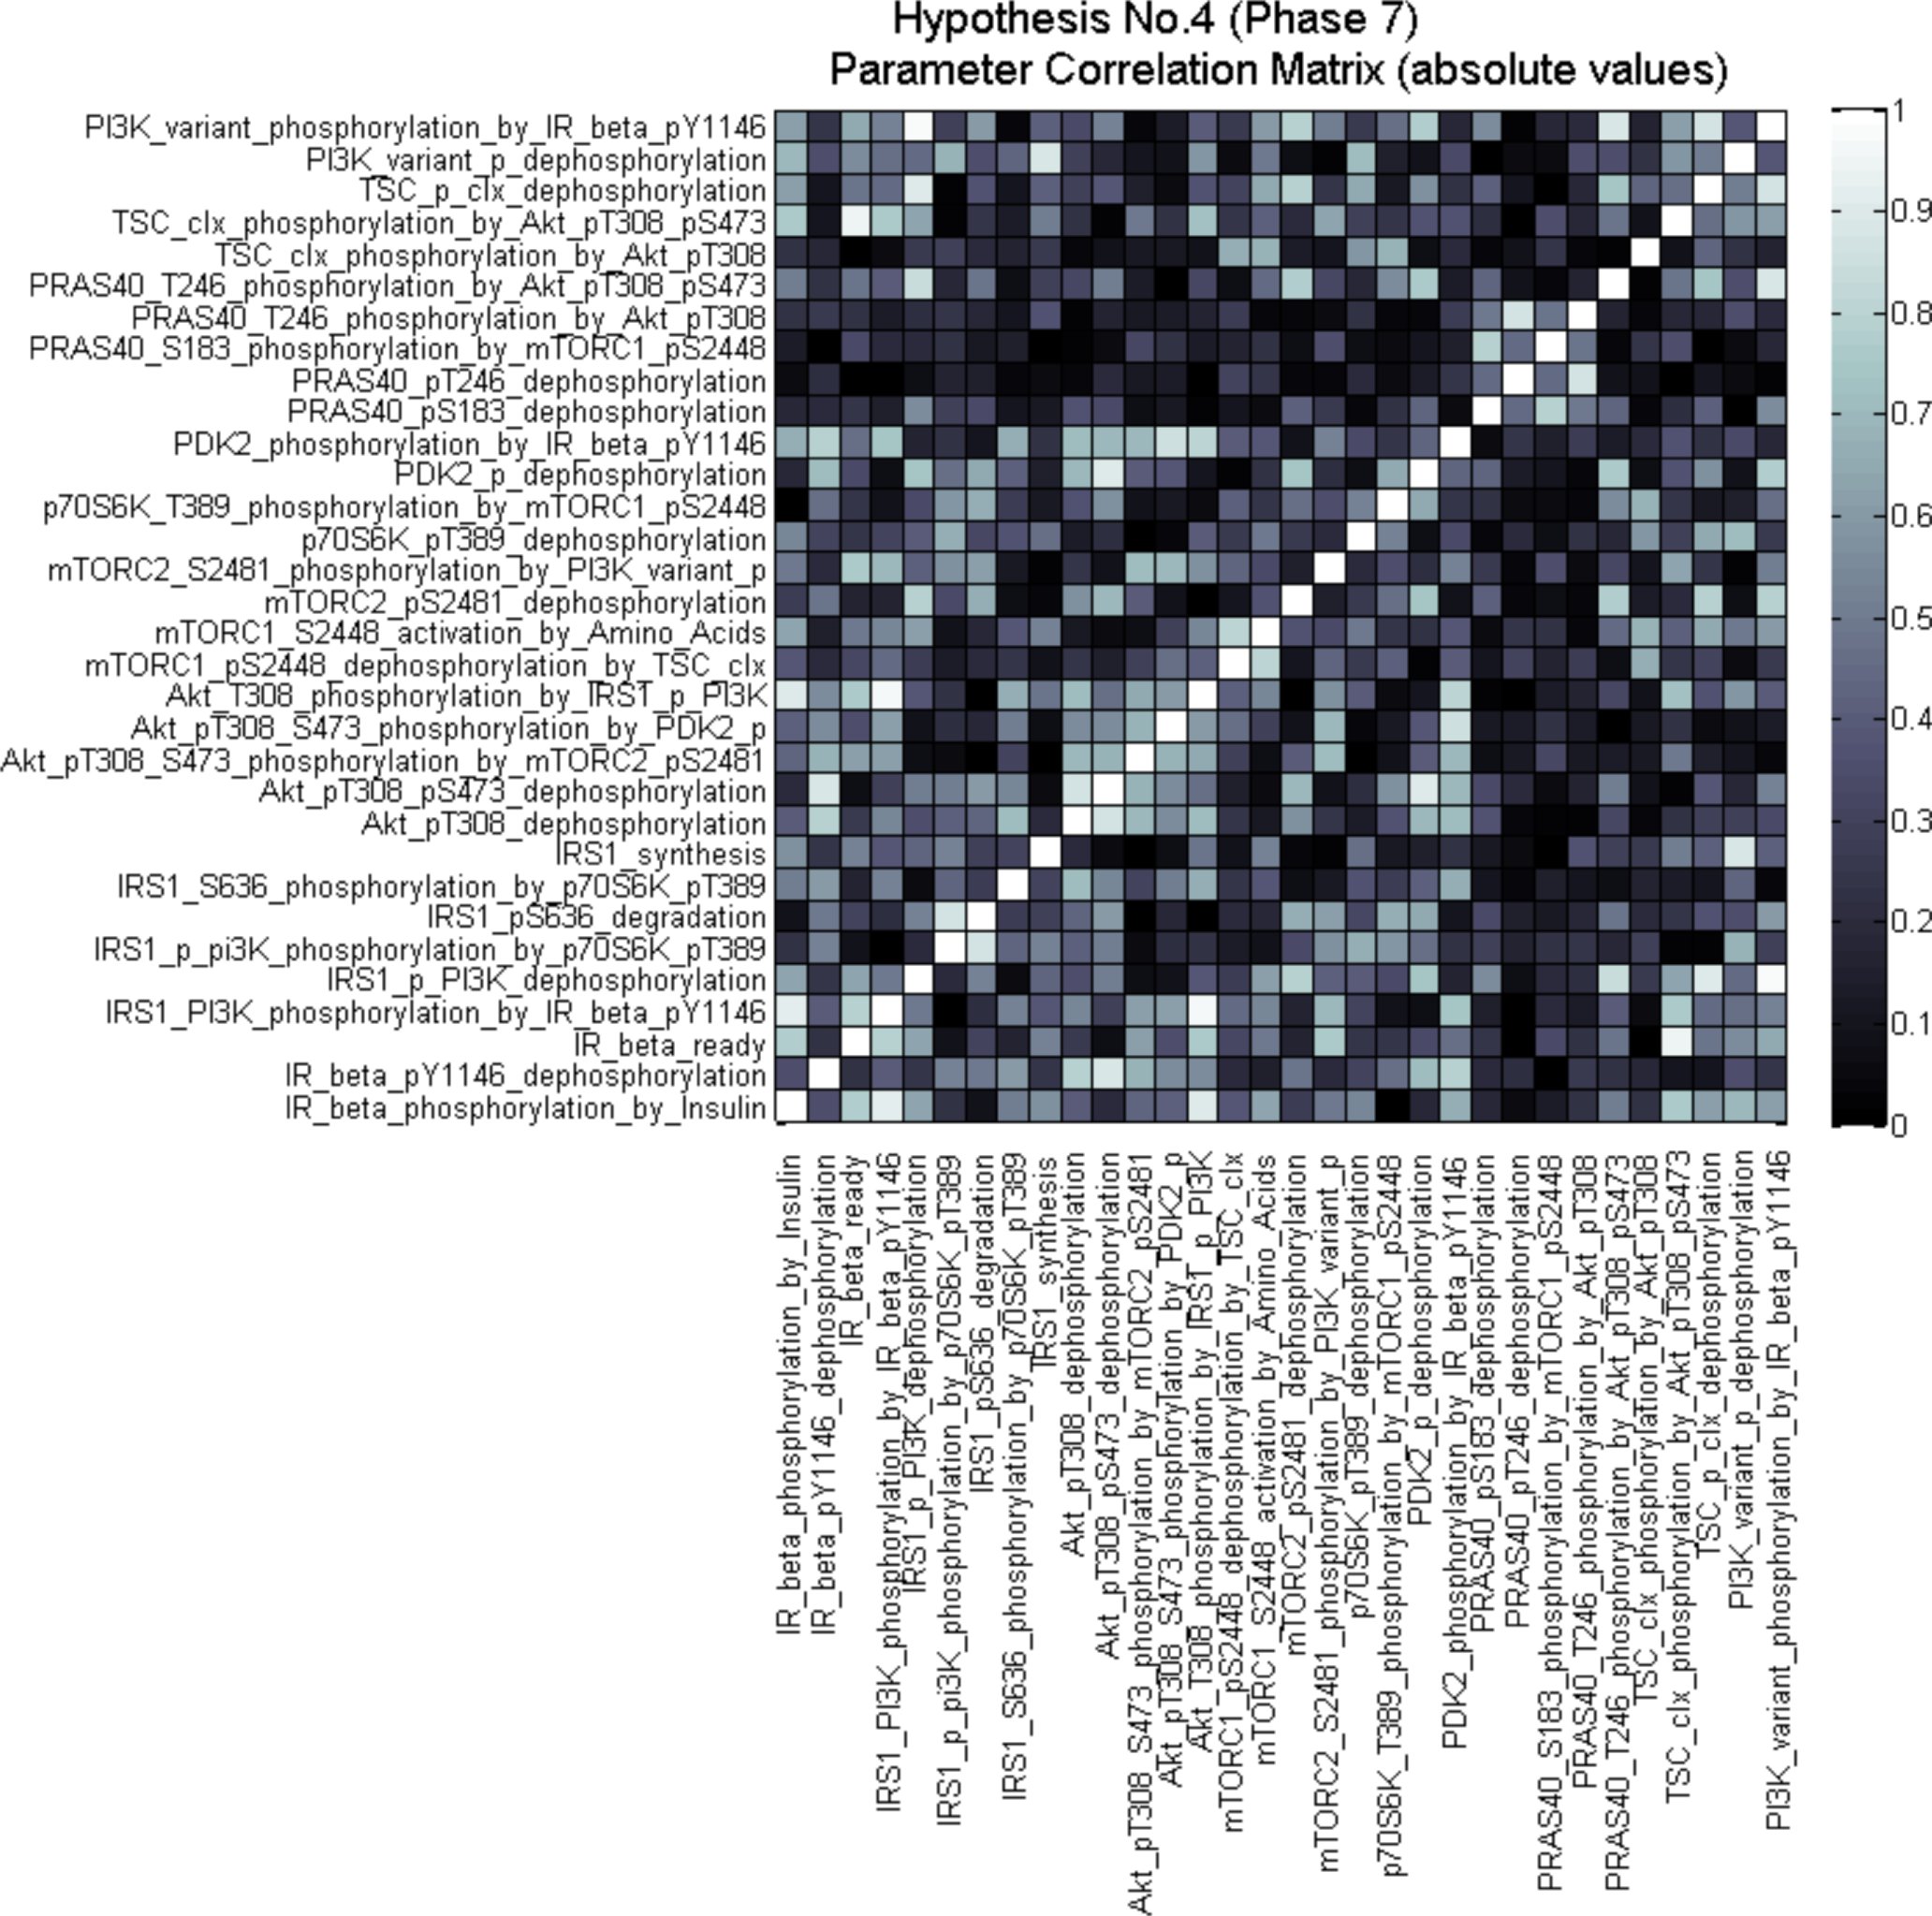 Hypothesis No.4 (Phase 7)
Parameter Correlation Matrix (absolute values)
PI3K_variant_phosphorylation_by_IR_beta_pY1146
PI3K_variant_p_dephosphorylation
TSC_p_clx_dephosphorylation
TSC_clx_phosphorylation_by_Akt_pT308_pS473
TSC_clx_phosphorylation_by_Akt_pT308
PRAS40_T246_phosphorylation_by_Akt_pT308_pS473
PRAS40_T246_phosphorylation_by_Akt_pT308
PRAS40_S183_phosphorylation_by_mTORC1_pS2448
PRAS40_pT246_dephosphorylation
PRAS40_pS183_dephosphorylation
PDK2_phosphorylation_by_IR_beta_pY1146
PDK2_p_dephosphorylation
p70S6K_T389_phosphorylation_by_mTORC1_pS2448
p70S6K_pT389_dephosphorylation
mTORC2_S2481_phosphorylation_by_PI3K_variant_p
mTORC2_pS2481_dephosphorylation
mTORC1_S2448_activation_by_Amino_Acids
mTORC1_pS2448_dephosphorylation_by_TSC_clx
Akt_T308_phosphorylation_by_IRS1_p_PI3K
Akt_pT308_S473_phosphorylation_by_PDK2_p
Akt_pT308_S473_phosphorylation_by_mTORC2_pS2481
Akt_pT308_pS473_dephosphorylation
Akt_pT308_dephosphorylation
IRS1_synthesis
IRS1_S636_phosphorylation_by_p70S6K_pT389
IRS1_pS636_degradation
IRS1_p_pi3K_phosphorylation_by_p70S6K_pT389
IRS1_p_PI3K_dephosphorylation
IRS1_PI3K_phosphorylation_by_IR_beta_pY1146
IR_beta_ready
IR_beta_pY1146_dephosphorylation
IR_beta_phosphorylation_by_Insulin
1
0.9
0.8
0.7
0.6
0.5
0.4
0.3
0.2
0.1
0
IR_beta_phosphorylation_by_Insulin
IR_beta_pY1146_dephosphorylation
IR_beta_ready
IRS1_PI3K_phosphorylation_by_IR_beta_pY1146
IRS1_p_PI3K_dephosphorylation
IRS1_p_pi3K_phosphorylation_by_p70S6K_pT389
IRS1_pS636_degradation
IRS1_S636_phosphorylation_by_p70S6K_pT389
IRS1_synthesis
Akt_pT308_dephosphorylation
Akt_pT308_pS473_dephosphorylation
Akt_pT308_S473_phosphorylation_by_mTORC2_pS2481
Akt_pT308_S473_phosphorylation_by_PDK2_p
Akt_T308_phosphorylation_by_IRS1_p_PI3K
mTORC1_pS2448_dephosphorylation_by_TSC_clx
mTORC1_S2448_activation_by_Amino_Acids
mTORC2_pS2481_dephosphorylation
mTORC2_S2481_phosphorylation_by_PI3K_variant_p
p70S6K_pT389_dephosphorylation
p70S6K_T389_phosphorylation_by_mTORC1_pS2448
PDK2_p_dephosphorylation
PDK2_phosphorylation_by_IR_beta_pY1146
PRAS40_pS183_dephosphorylation
PRAS40_pT246_dephosphorylation
PRAS40_S183_phosphorylation_by_mTORC1_pS2448
PRAS40_T246_phosphorylation_by_Akt_pT308
PRAS40_T246_phosphorylation_by_Akt_pT308_pS473
TSC_clx_phosphorylation_by_Akt_pT308
TSC_clx_phosphorylation_by_Akt_pT308_pS473
TSC_p_clx_dephosphorylation
PI3K_variant_p_dephosphorylation
PI3K_variant_phosphorylation_by_IR_beta_pY1146